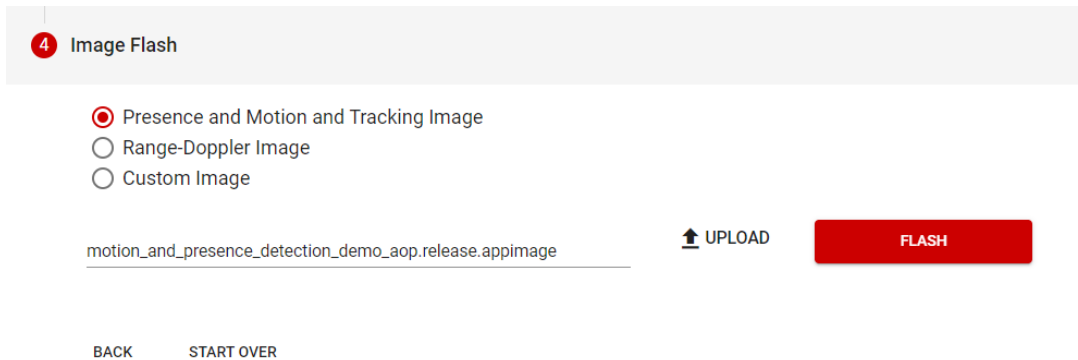 4 Image Flash
Presence and Motion and Tracking Image
Range-Doppler Image
Custom Image
motion_and_presence_detection_demo_aop.release.appimage
UPLOAD
FLASH
BACK START OVER